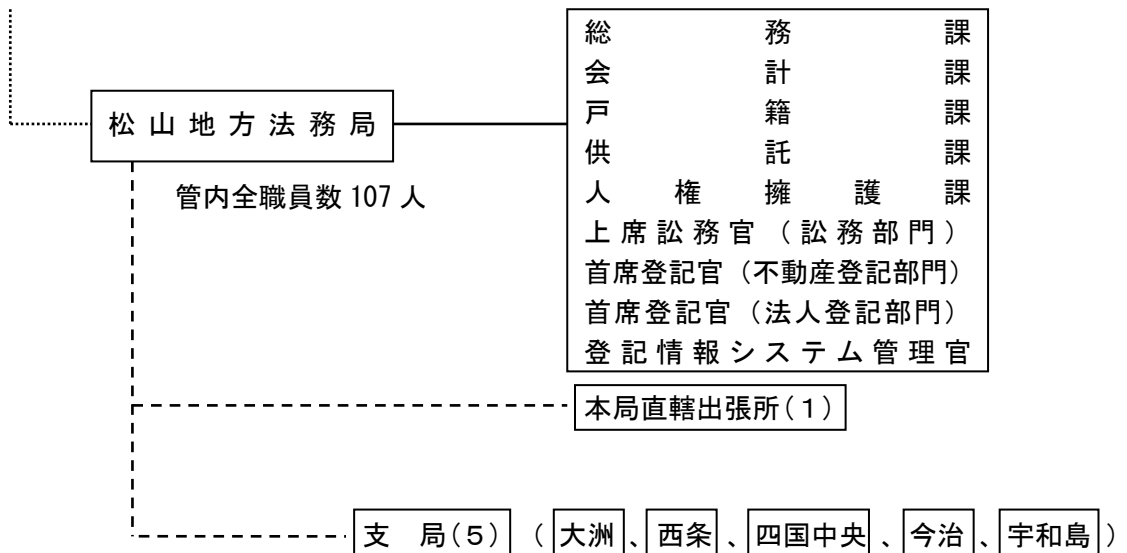 松山地方法務局
管内全職員数 107 人
総務課
会計課
戸籍課
供託課
人権擁護課
上席訟務官（訟務部門）
首席登記官（不動産登記部門）
首席登記官（法人登記部門）
登記情報システム管理官
本局直轄出張所（１）
支　局（５）（大洲、西条、四国中央、今治、宇和島）